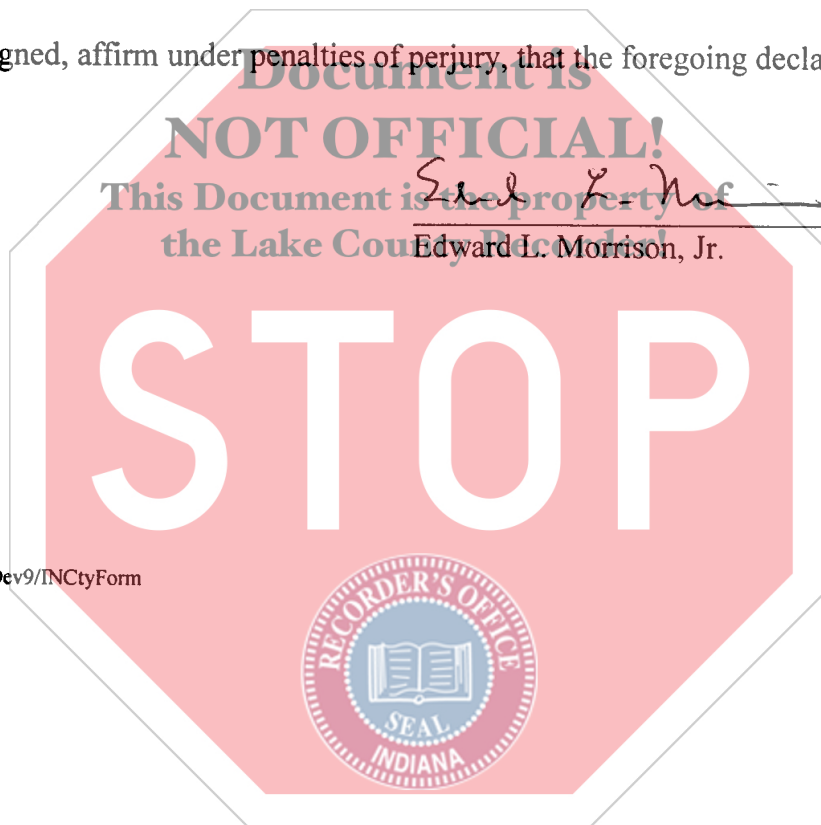 gned, affirm under penalties of perjury, that the foregoing decla
Document is
NOT OFFICIAL!
This Document is the property of
the Lake County Recorder!
Edward L. Morrison, Jr.
STOP
ev9/INCtyForm
RECORDER'S OFFICE
SEAL
INDIANA